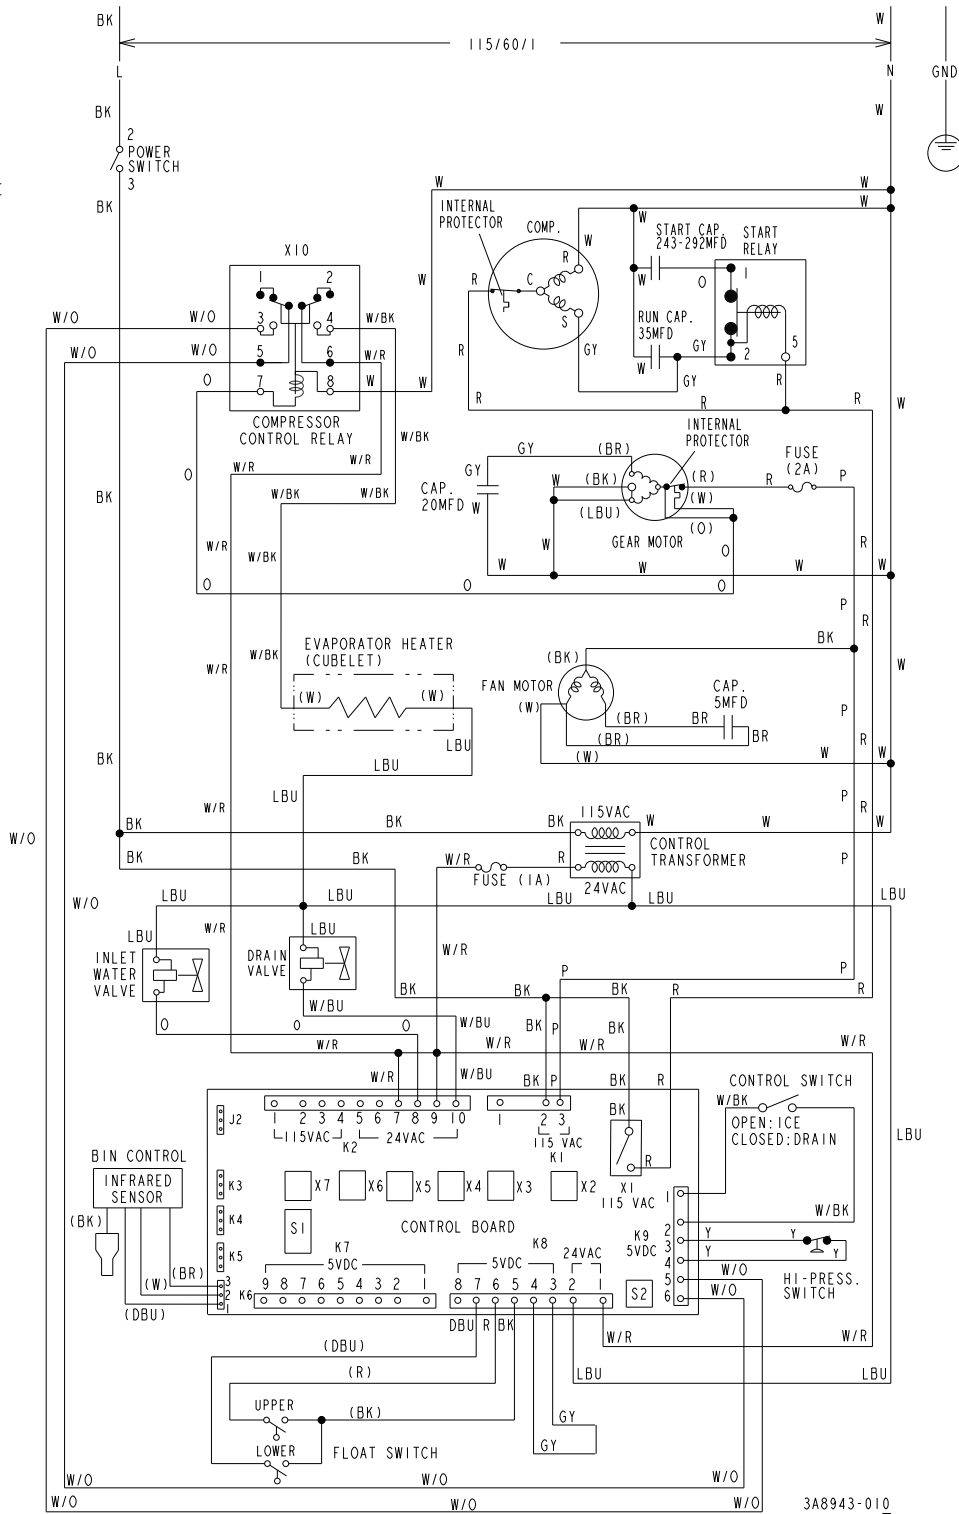 BK
W
115/60/1
L
N
GND
BK
W
2
POWER
SWITCH
3
BK
W
W
W
INTERNAL
PROTECTOR
COMP.
W
START CAP.
243-292MFD
START
RELAY
X10
R
W
1
2
R
C
W
O
1
W
W/O
W/O
3
4
W/BK
S
RUN CAP.
35MFD
W/O
W/O
5
6
W/R
R
GY
GY
2
5
W
O
7
8
W
W
GY
R
R
R
R
W
COMPRESSOR
CONTROL RELAY
W/BK
INTERNAL
PROTECTOR
GY
(BR)
FUSE
(2A)
O
W/R
W/R
GY
W
(BK)
(R)
R
P
BK
W/BK
W/BK
CAP.
20MFD
W
(LBU)
(W)
(O)
GEAR MOTOR
W/R
W/BK
W
O
R
W
W
W
W
O
O
O
P
R
EVAPORATOR HEATER
(CUBELET)
W/BK
BK
(BK)
W/R
W
(W)
(W)
FAN MOTOR
CAP.
5MFD
(W)
(BR)
BR
P
BR
(BR)
R
LBU
(W)
W
W
BK
LBU
LBU
P
W/R
R
115VAC
BK
BK
BK
W
W
W
W/O
CONTROL
TRANSFORMER
BK
BK
W/R
R
P
FUSE (1A)
24VAC
LBU
LBU
LBU
LBU
LBU
W/O
W/R
LBU
INLET
WATER
VALVE
DRAIN
VALVE
W/R
P
P
BK
BK
BK
R
R
W/BU
O
O
O
W/BU
BK
P
BK
W/R
W/R
W/R
W/R
W/R
W/BU
BK
P
BK
R
CONTROL SWITCH
W/BK
OPEN:ICE
CLOSED:DRAIN
J2
1
2
3
4
5
6
7
8
9
10
115VAC
K2
24VAC
1
2
3
115 VAC
K1
BK
R
X1
115 VAC
LBU
BIN CONTROL
INFRARED
SENSOR
K3
X7
X6
X5
X4
X3
X2
1
W/BK
(BK)
K4
S1
CONTROL BOARD
K9
5VDC
2
3
Y
Y
K5
K7
5VDC
K8
5VDC
24VAC
4
Y
W/O
(BR)
(W)
(DBU)
3
2
K6
1
9
8
7
6
5
4
3
2
1
8
7
6
5
4
3
2
1
S2
5
6
W/O
HI-PRESS.
SWITCH
DBU
R
BK
W/R
W/R
(DBU)
(R)
LBU
LBU
UPPER
(BK)
GY
LOWER
FLOAT SWITCH
GY
W/O
W/O
W/O
W/O
W/O
W/O
3A8943-010